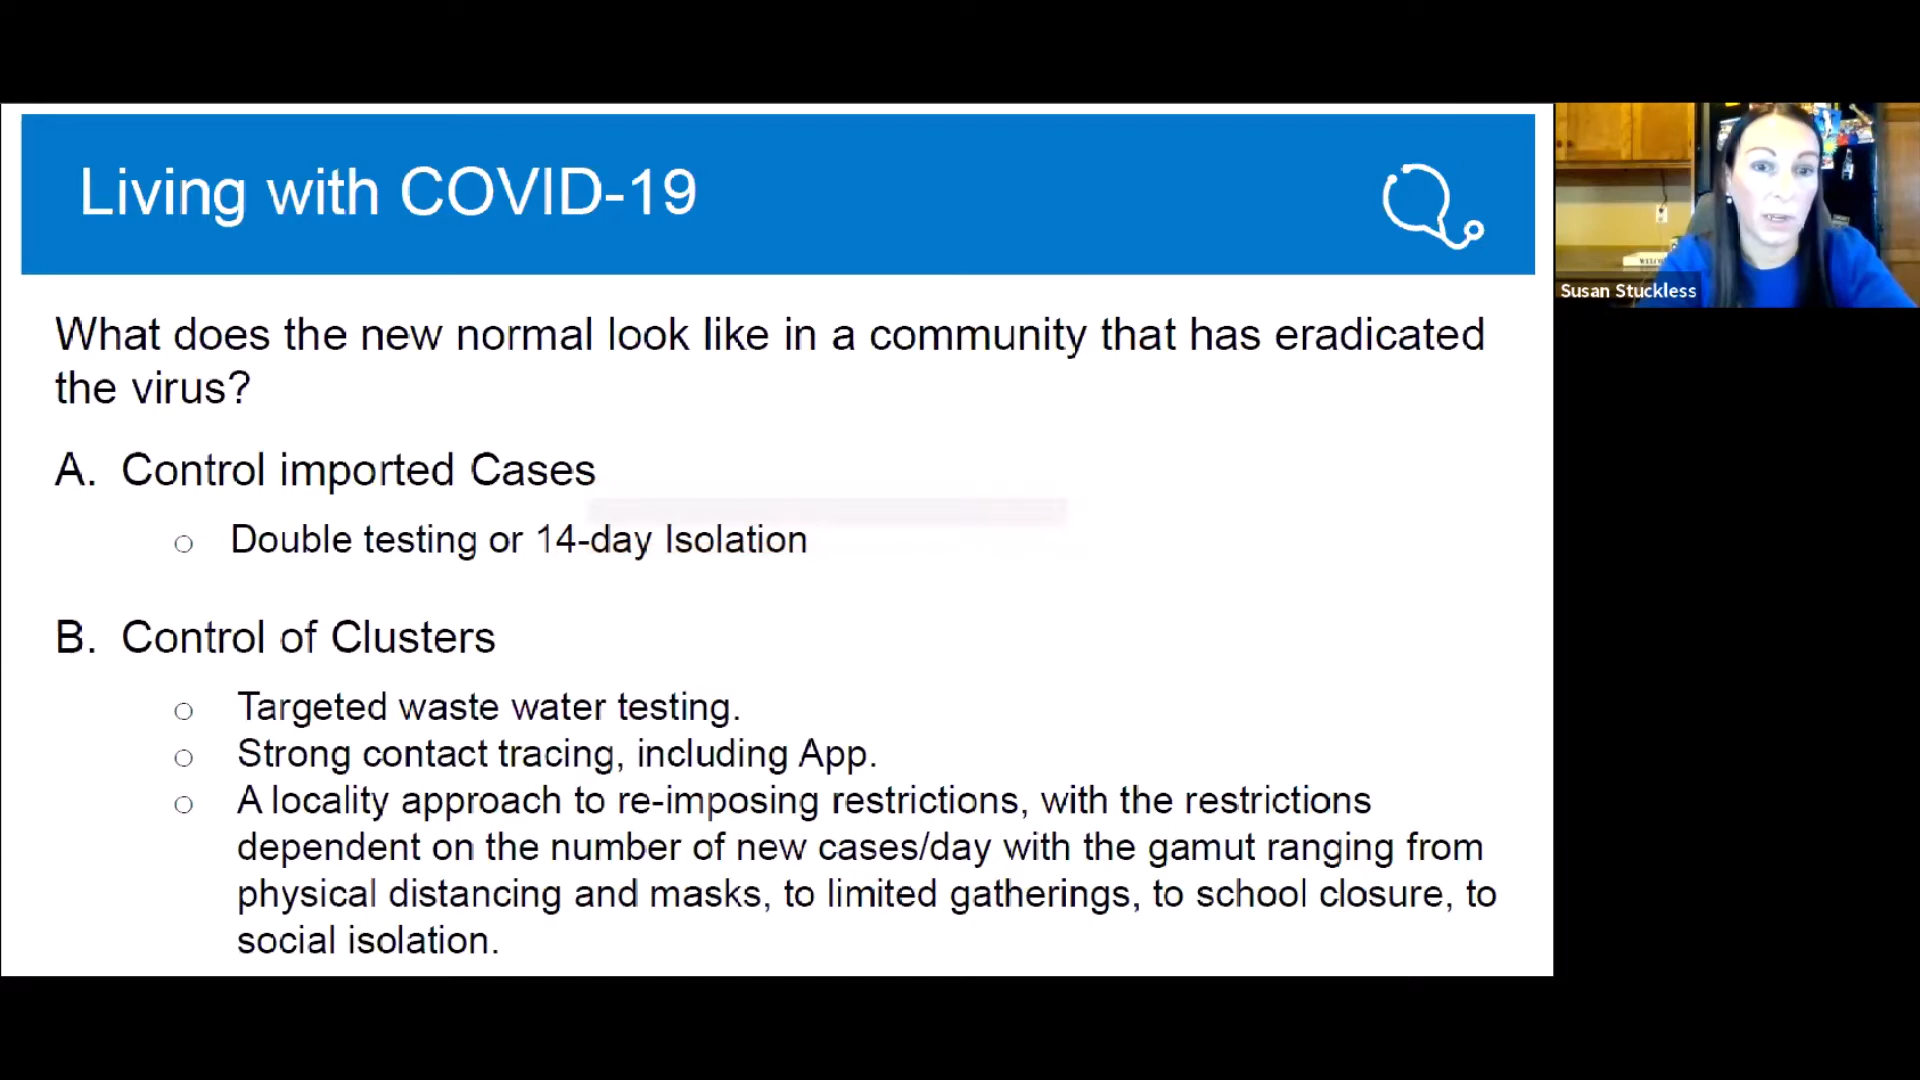 Living with COVID-19
What does the new normal look like in a community that has eradicated
the virus?
A. Control imported Cases
○ Double testing or 14-day Isolation
B. Control of Clusters
○ Targeted waste water testing.
○ Strong contact tracing, including App.
○ A locality approach to re-imposing restrictions, with the restrictions
dependent on the number of new cases/day with the gamut ranging from
physical distancing and masks, to limited gatherings, to school closure, to
social isolation.
Susan Stuckless